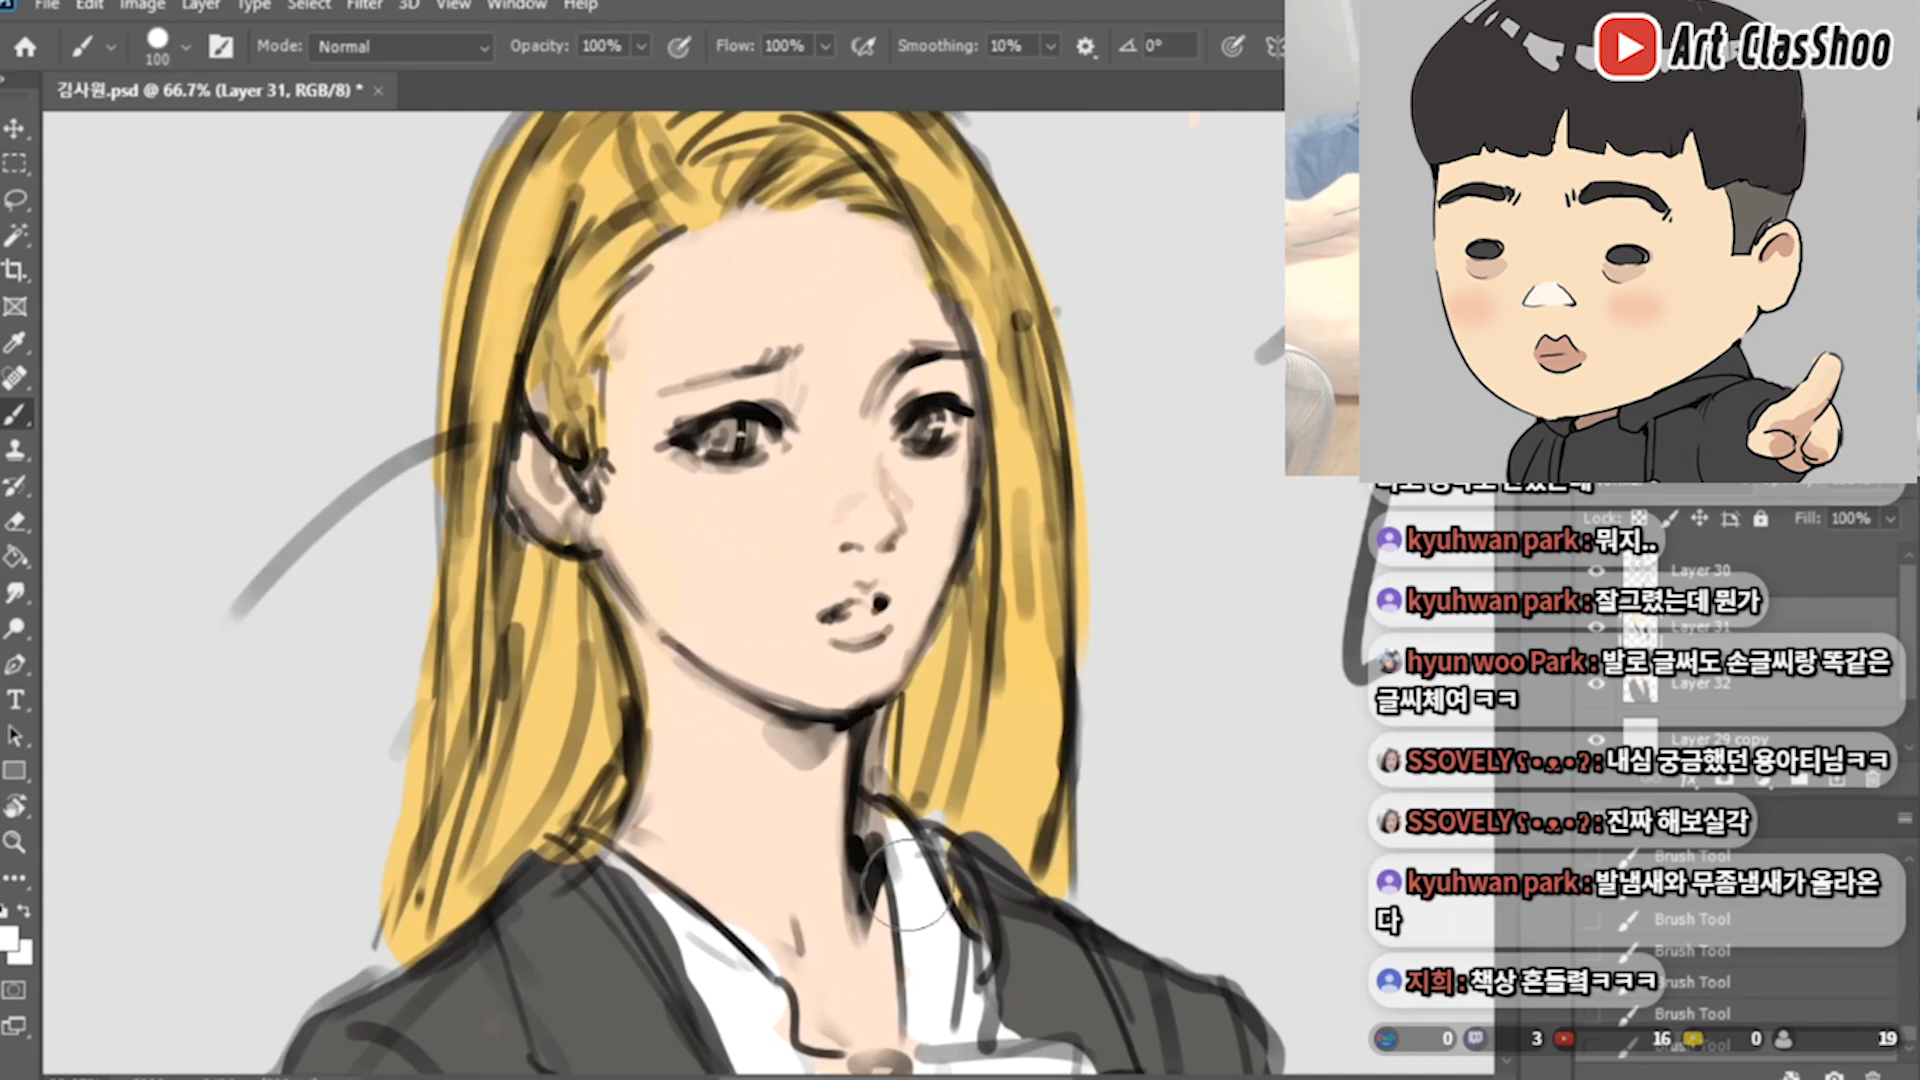 File Edit Image Layer Type Select Filter 3D View Window Help
100
Mode: Normal
Opacity: 100%
Flow: 100%
Smoothing: 10%
0°
김사원.psd @ 66.7% (Layer 31, RGB/8) * ×
Art ClasShoo
Lock: Fill: 100%
kyuhwan park : 뭐지..
Layer 30
kyuhwan park : 잘그렸는데 뭔가
Layer 31
hyun woo Park : 발로 글써도 손글씨랑 똑같은
글씨체여 ㅋㅋ
Layer 32
Layer 29 copy
SSOVELYʕ•ᴥ•ʔ : 내심 궁금했던 용아티님ㅋㅋ
SSOVELYʕ•ᴥ•ʔ : 진짜 해보실각
Brush Tool
kyuhwan park : 발냄새와 무좀냄새가 올라온
다
Brush Tool
Brush Tool
지희 : 책상 흔들렼ㅋㅋㅋ
Brush Tool
Brush Tool
0 3 16 0 19